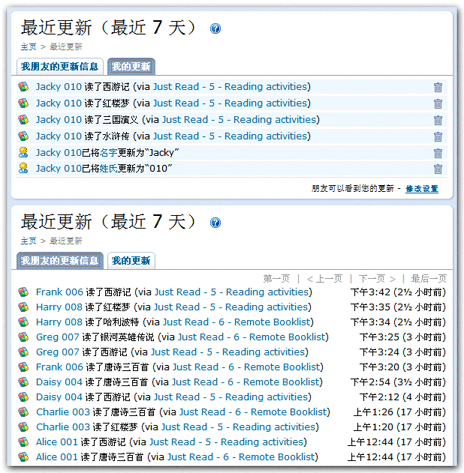 最近更新（最近 7 天）
主页 > 最近更新
我朋友的更新信息 我的更新
Jacky 010 读了西游记 (via Just Read - 5 - Reading activities)
Jacky 010 读了红楼梦 (via Just Read - 5 - Reading activities)
Jacky 010 读了三国演义 (via Just Read - 5 - Reading activities)
Jacky 010 读了水浒传 (via Just Read - 5 - Reading activities)
Jacky 010已将名字更新为“Jacky”
Jacky 010已将姓氏更新为“010”
朋友可以看到您的更新 - 修改设置
最近更新（最近 7 天）
主页 > 最近更新
我朋友的更新信息 我的更新
第一页 | < 上一页 | 下一页 > | 最后一页
Frank 006 读了西游记 (via Just Read - 5 - Reading activities) 下午3:42 (2½ 小时前)
Harry 008 读了红楼梦 (via Just Read - 5 - Reading activities) 下午3:35 (2½ 小时前)
Harry 008 读了哈利波特 (via Just Read - 6 - Remote Booklist) 下午3:34 (2½ 小时前)
Greg 007 读了银河英雄传说 (via Just Read - 5 - Reading activities) 下午3:25 (3 小时前)
Greg 007 读了西游记 (via Just Read - 5 - Reading activities) 下午3:24 (3 小时前)
Frank 006 读了唐诗三百首 (via Just Read - 6 - Remote Booklist) 下午3:20 (3 小时前)
Daisy 004 读了唐诗三百首 (via Just Read - 6 - Remote Booklist) 下午2:54 (3½ 小时前)
Daisy 004 读了西游记 (via Just Read - 5 - Reading activities) 下午2:12 (4 小时前)
Charlie 003 读了唐诗三百首 (via Just Read - 6 - Remote Booklist) 上午1:26 (17 小时前)
Charlie 003 读了红楼梦 (via Just Read - 5 - Reading activities) 上午1:20 (17 小时前)
Alice 001 读了西游记 (via Just Read - 5 - Reading activities) 上午12:44 (17 小时前)
Alice 001 读了唐诗三百首 (via Just Read - 6 - Remote Booklist) 上午12:44 (17 小时前)